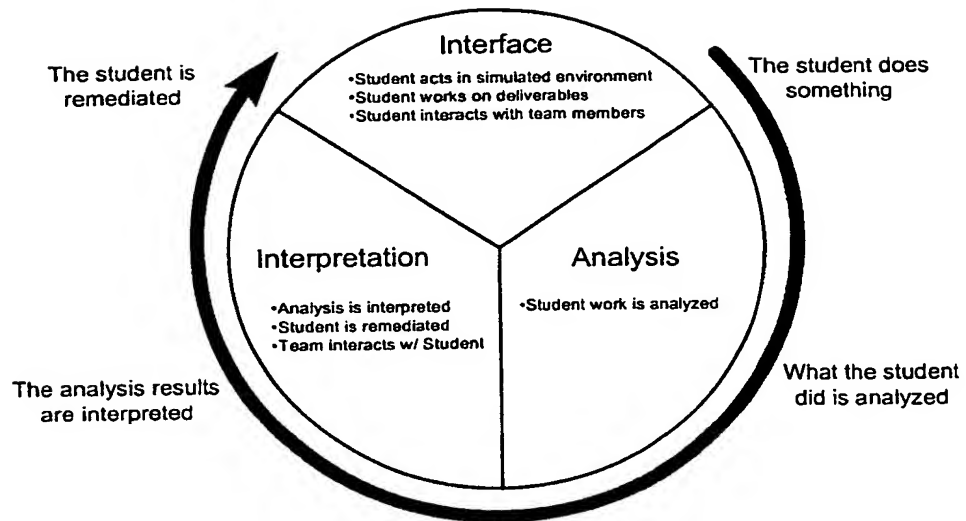 Interface
•Student acts in simulated environment
•Student works on deliverables
•Student interacts with team members
The student is
remediated
The student does
something
Interpretation
•Analysis is interpreted
•Student is remediated
•Team interacts w/ Student
Analysis
•Student work is analyzed
The analysis results
are interpreted
What the student
did is analyzed